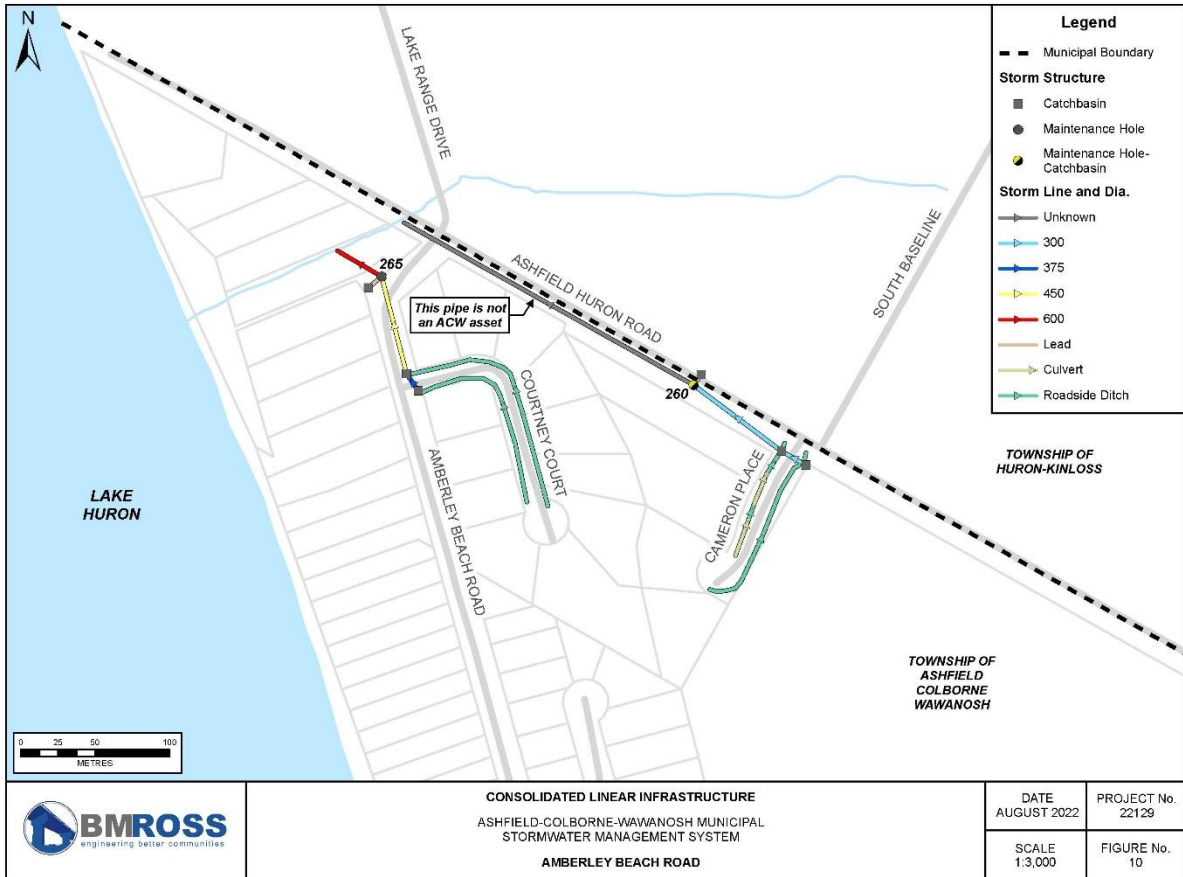 N
LAKE RANGE DRIVE
ASHFIELD HURON ROAD
SOUTH BASELINE
265
This pipe is not
an ACW asset
260
COURTNEY COURT
CAMERON PLACE
AMBERLEY BEACH ROAD
LAKE
HURON
TOWNSHIP OF
HURON-KINLOSS
TOWNSHIP OF
ASHFIELD
COLBORNE
WAWANOSH
0 25 50 100
METRES
Legend
Municipal Boundary
Storm Structure
Catchbasin
Maintenance Hole
Maintenance Hole-
Catchbasin
Storm Line and Dia.
Unknown
300
375
450
600
Lead
Culvert
Roadside Ditch
BMROSS
engineering better communities
CONSOLIDATED LINEAR INFRASTRUCTURE
ASHFIELD-COLBORNE-WAWANOSH MUNICIPAL
STORMWATER MANAGEMENT SYSTEM
AMBERLEY BEACH ROAD
DATE
AUGUST 2022
PROJECT No.
22129
SCALE
1:3,000
FIGURE No.
10